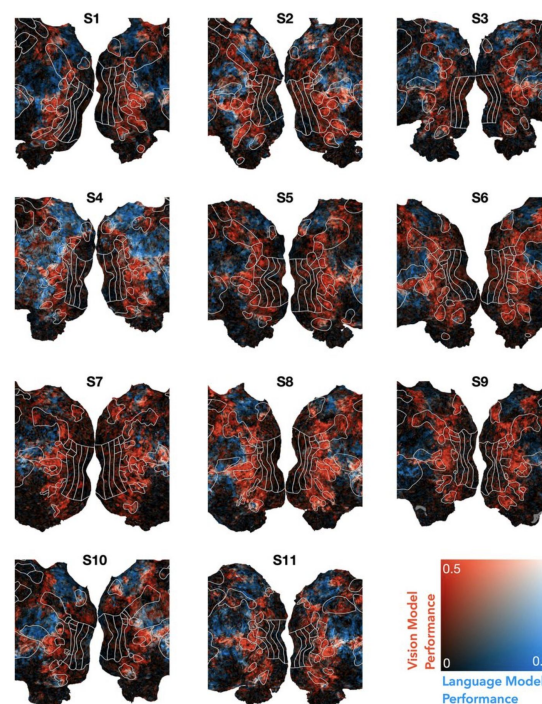 S1
S2
S3
S4
S5
S6
S7
S8
S9
S10
S11
0.5
Vision Model
Performance
0
0.
Language Model
Performance